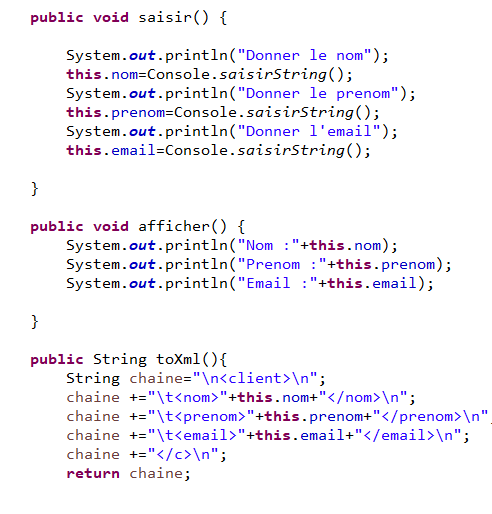 public void saisir() {
System.out.println("Donner le nom");
this.nom=Console.saisirString();
System.out.println("Donner le prenom");
this.prenom=Console.saisirString();
System.out.println("Donner l'email");
this.email=Console.saisirString();
}
public void afficher() {
System.out.println("Nom :"+this.nom);
System.out.println("Prenom :"+this.prenom);
System.out.println("Email :"+this.email);
}
public String toXml(){
String chaine="\n<client>\n";
chaine +="\t<nom>"+this.nom+"</nom>\n";
chaine +="\t<prenom>"+this.prenom+"</prenom>\n"
chaine +="\t<email>"+this.email+"</email>\n";
chaine +="</c>\n";
return chaine;